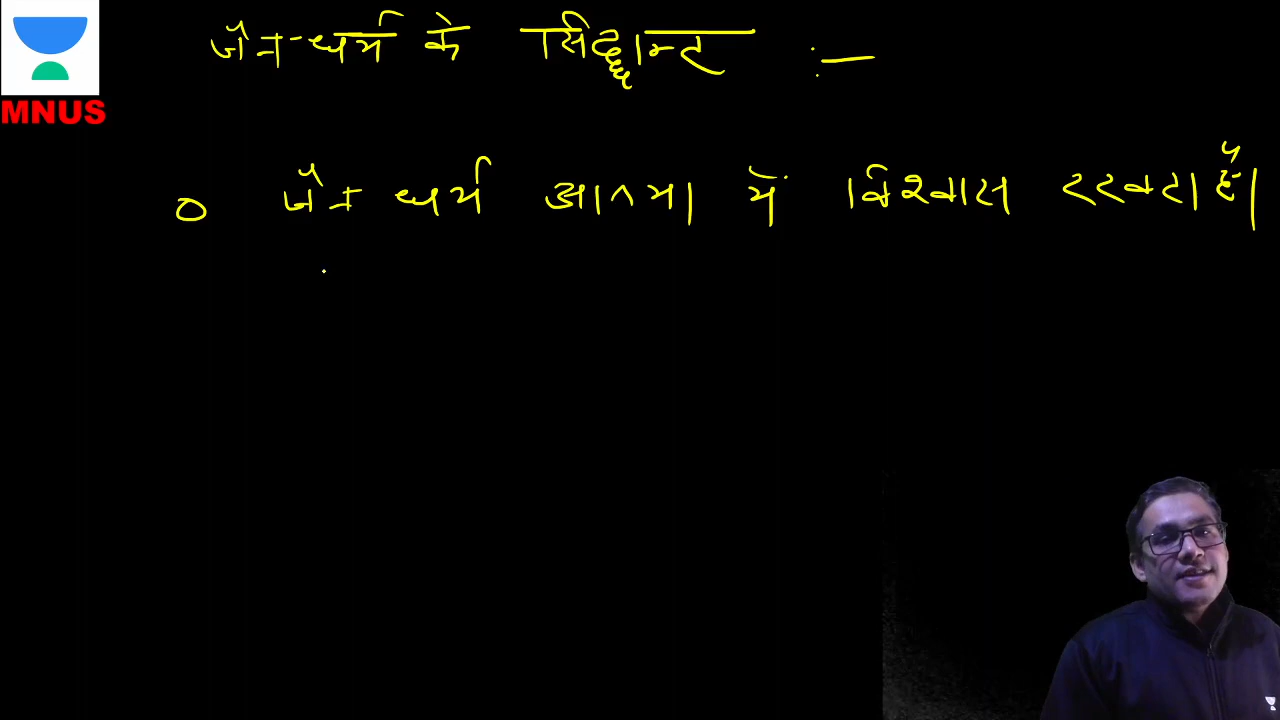 जैन-धर्म के सिद्धान्त :-
MNUS
० जैन धर्म आत्मा में विश्वास रखता है।